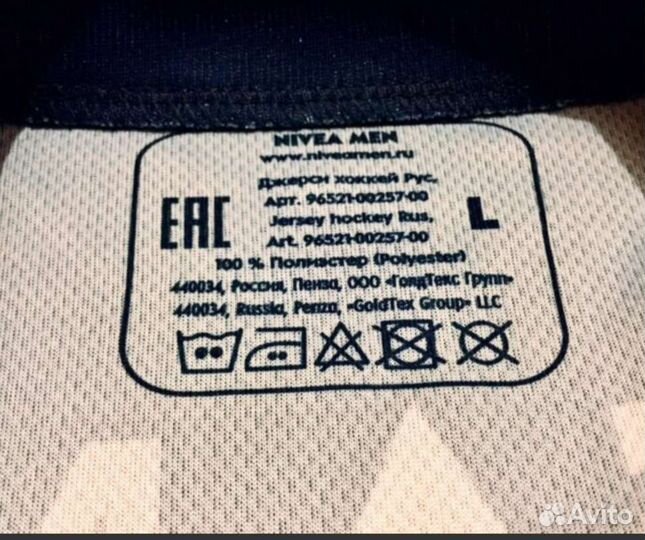 NIVEA MEN
www.niveamen.ru
Джерси хоккей Рус,
Арт. 96521-00257-00
Jersey hockey Rus,
Art. 96521-00257-00
EAC
L
100 % Полиэстер (Polyester)
440034, Россия, Пенза, ООО «ГолдТекс Групп»
440034, Russia, Penza, «GoldTex Group» LLC
Avito